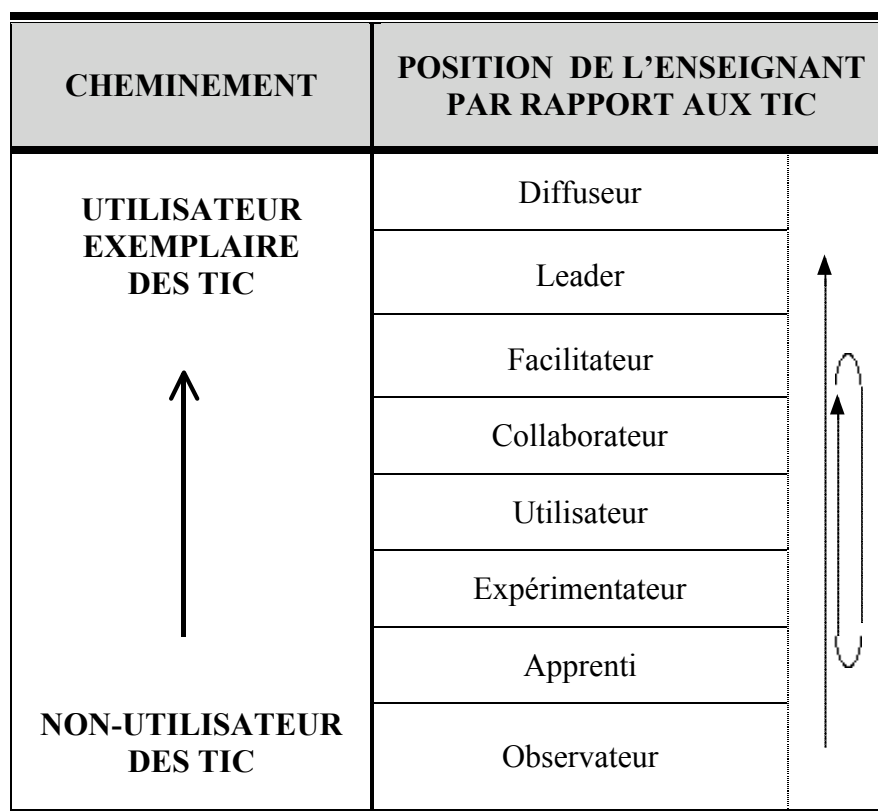 CHEMINEMENT
POSITION DE L’ENSEIGNANT
PAR RAPPORT AUX TIC
UTILISATEUR
EXEMPLAIRE
DES TIC
NON-UTILISATEUR
DES TIC
Diffuseur
Leader
Facilitateur
Collaborateur
Utilisateur
Expérimentateur
Apprenti
Observateur